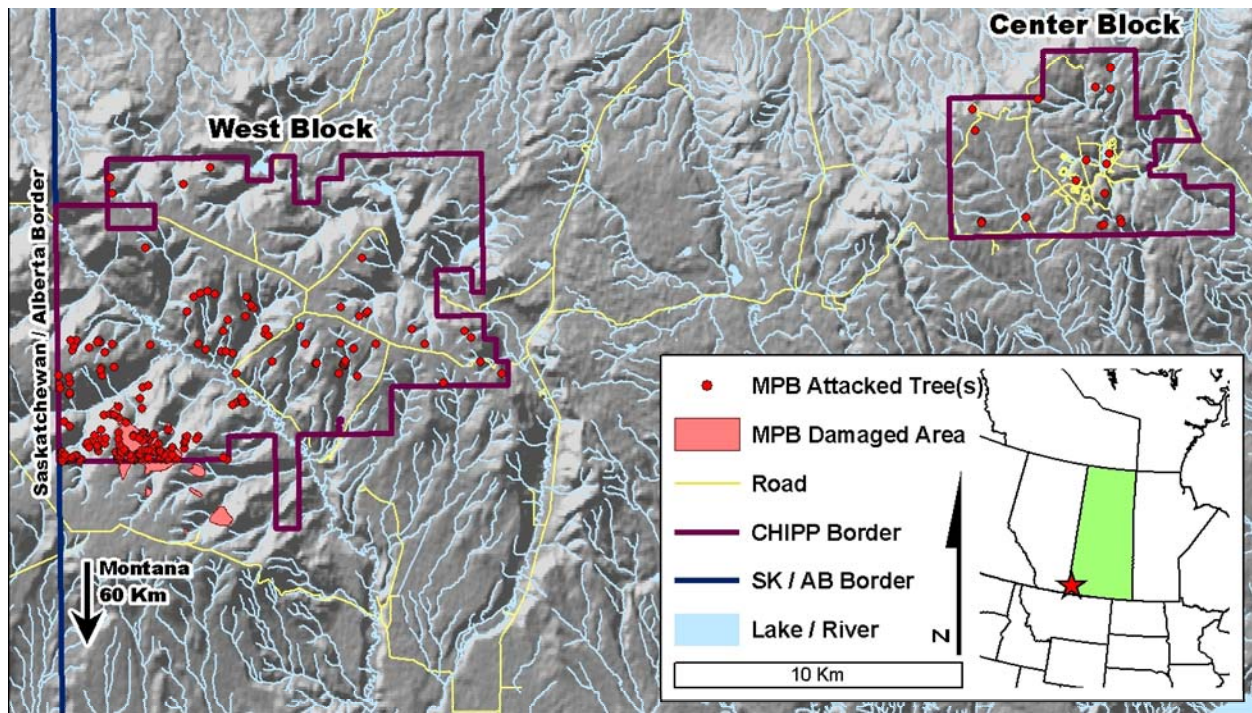 Center Block
West Block
Saskatchewan / Alberta Border
Montana
60 Km
MPB Attacked Tree(s)
MPB Damaged Area
Road
CHIPP Border
SK / AB Border
Lake / River
N
10 Km